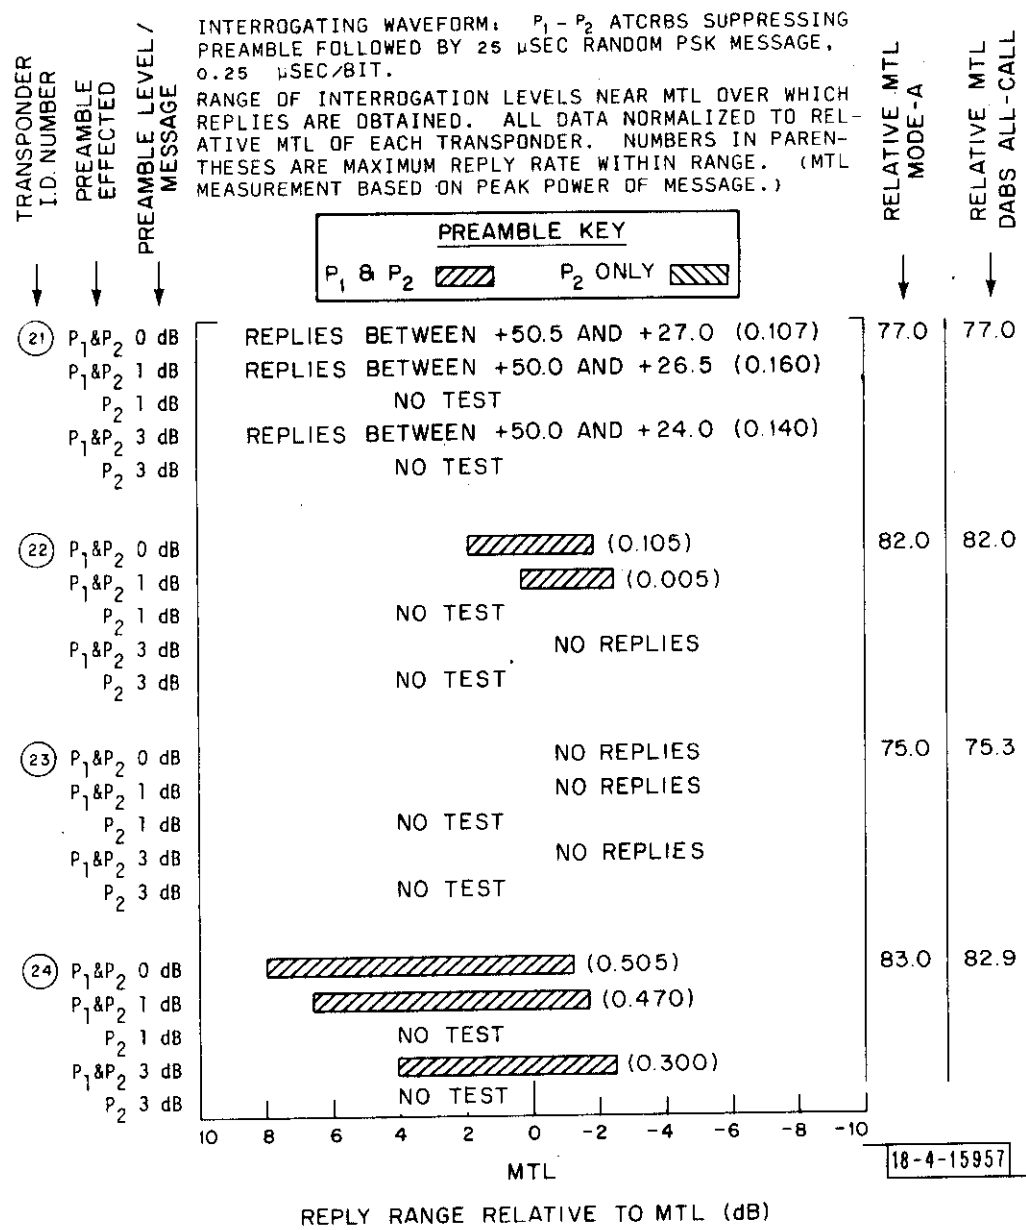 INTERROGATING WAVEFORM: P1 - P2 ATCRBS SUPPRESSING
PREAMBLE FOLLOWED BY 25 µSEC RANDOM PSK MESSAGE,
0.25 µSEC/BIT.
RANGE OF INTERROGATION LEVELS NEAR MTL OVER WHICH
REPLIES ARE OBTAINED. ALL DATA NORMALIZED TO REL-
ATIVE MTL OF EACH TRANSPONDER. NUMBERS IN PAREN-
THESES ARE MAXIMUM REPLY RATE WITHIN RANGE. (MTL
MEASUREMENT BASED ON PEAK POWER OF MESSAGE.)
TRANSPONDER
I.D. NUMBER
PREAMBLE
EFFECTED
PREAMBLE LEVEL/
MESSAGE
RELATIVE MTL
MODE-A
RELATIVE MTL
DABS ALL-CALL
PREAMBLE KEY
P1 & P2 P2 ONLY
21 P1&P2 0 dB REPLIES BETWEEN +50.5 AND +27.0 (0.107) 77.0 77.0
P1&P2 1 dB REPLIES BETWEEN +50.0 AND +26.5 (0.160)
P2 1 dB NO TEST
P1&P2 3 dB REPLIES BETWEEN +50.0 AND +24.0 (0.140)
P2 3 dB NO TEST
22 P1&P2 0 dB (0.105) 82.0 82.0
P1&P2 1 dB (0.005)
P2 1 dB NO TEST
P1&P2 3 dB NO REPLIES
P2 3 dB NO TEST
23 P1&P2 0 dB NO REPLIES 75.0 75.3
P1&P2 1 dB NO REPLIES
P2 1 dB NO TEST
P1&P2 3 dB NO REPLIES
P2 3 dB NO TEST
24 P1&P2 0 dB (0.505) 83.0 82.9
P1&P2 1 dB (0.470)
P2 1 dB NO TEST
P1&P2 3 dB (0.300)
P2 3 dB NO TEST
10 8 6 4 2 0 -2 -4 -6 -8 -10
MTL
18-4-15957
REPLY RANGE RELATIVE TO MTL (dB)